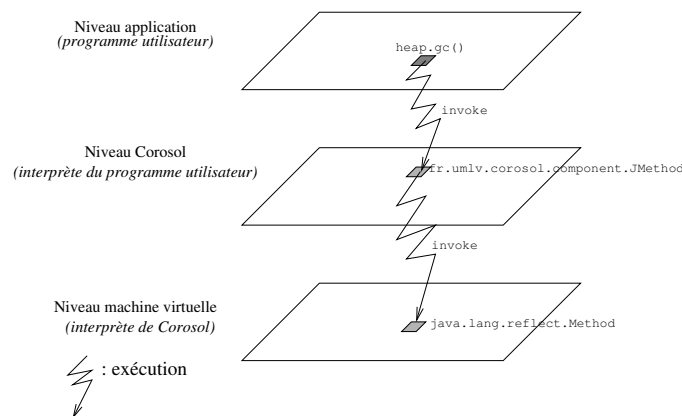 Niveau application
(programme utilisateur)
heap.gc()
invoke
Niveau Corosol
(interprète du programme utilisateur)
fr.umlv.corosol.component.JMethod
invoke
Niveau machine virtuelle
(interprète de Corosol)
java.lang.reflect.Method
: exécution